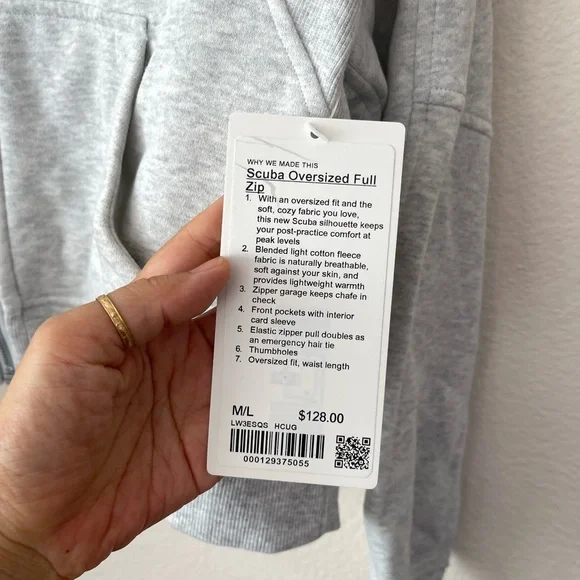 WHY WE MADE THIS
Scuba Oversized Full
Zip
1. With an oversized fit and the
soft, cozy fabric you love,
this new Scuba silhouette keeps
your post-practice comfort at
peak levels
2. Blended light cotton fleece
fabric is naturally breathable,
soft against your skin, and
provides lightweight warmth
3. Zipper garage keeps chafe in
check
4. Front pockets with interior
card sleeve
5. Elastic zipper pull doubles as
an emergency hair tie
6. Thumbholes
7. Oversized fit, waist length
M/L $128.00
LW3ESQS HCUG
000129375055